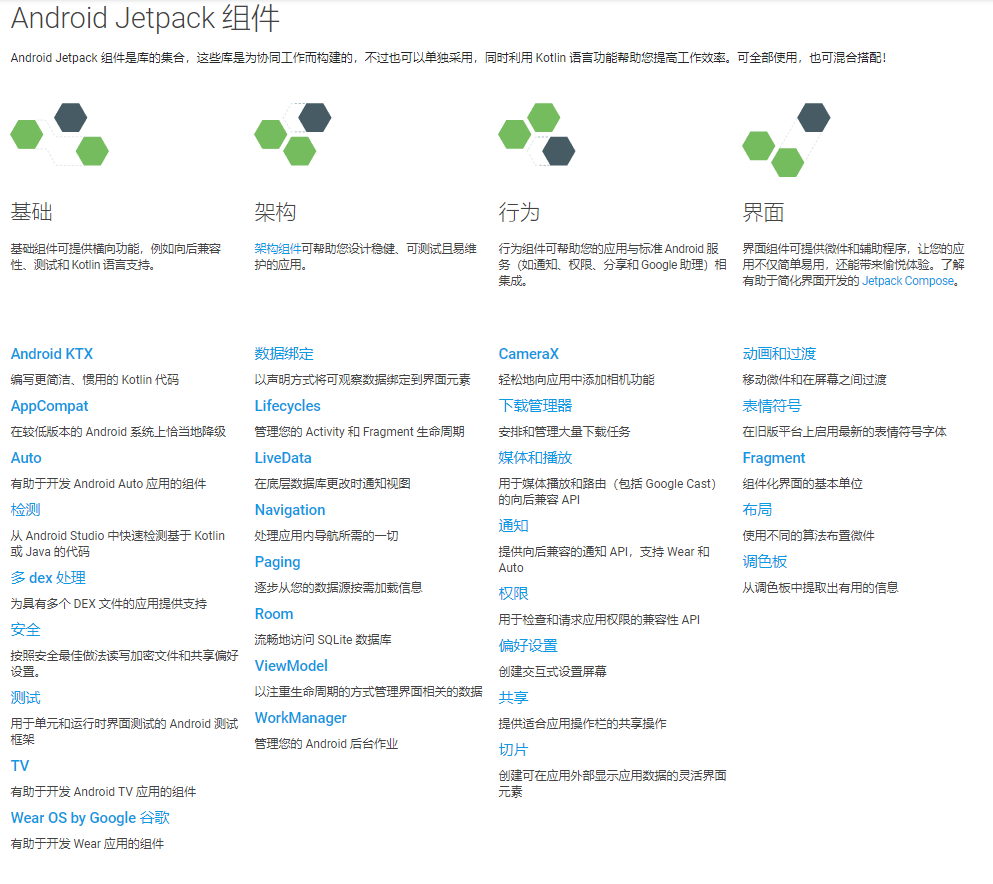 Android Jetpack 组件
Android Jetpack 组件是库的集合，这些库是为协同工作而构建的，不过也可以单独采用，同时利用 Kotlin 语言功能帮助您提高工作效率。可全部使用，也可混合搭配！
基础
基础组件可提供横向功能，例如向后兼容
性、测试和 Kotlin 语言支持。
Android KTX
编写更简洁、惯用的 Kotlin 代码
AppCompat
在较低版本的 Android 系统上恰当地降级
Auto
有助于开发 Android Auto 应用的组件
检测
从 Android Studio 中快速检测基于 Kotlin
或 Java 的代码
多 dex 处理
为具有多个 DEX 文件的应用提供支持
安全
按照安全最佳做法读写加密文件和共享偏好
设置。
测试
用于单元和运行时界面测试的 Android 测试
框架
TV
有助于开发 Android TV 应用的组件
Wear OS by Google 谷歌
有助于开发 Wear 应用的组件
架构
架构组件可帮助您设计稳健、可测试且易维
护的应用。
数据绑定
以声明方式将可观察数据绑定到界面元素
Lifecycles
管理您的 Activity 和 Fragment 生命周期
LiveData
在底层数据库更改时通知视图
Navigation
处理应用内导航所需的一切
Paging
逐步从您的数据源按需加载信息
Room
流畅地访问 SQLite 数据库
ViewModel
以注重生命周期的方式管理界面相关的数据
WorkManager
管理您的 Android 后台作业
行为
行为组件可帮助您的应用与标准 Android 服
务（如通知、权限、分享和 Google 助理）相
集成。
CameraX
轻松地向应用中添加相机功能
下载管理器
安排和管理大量下载任务
媒体和播放
用于媒体播放和路由（包括 Google Cast）
的向后兼容 API
通知
提供向后兼容的通知 API，支持 Wear 和
Auto
权限
用于检查和请求应用权限的兼容性 API
偏好设置
创建交互式设置屏幕
共享
提供适合应用操作栏的共享操作
切片
创建可在应用外部显示应用数据的灵活界面
元素
界面
界面组件可提供微件和辅助程序，让您的应
用不仅简单易用，还能带来愉悦体验。了解
有助于简化界面开发的 Jetpack Compose。
动画和过渡
移动微件和在屏幕之间过渡
表情符号
在旧版平台上启用最新的表情符号字体
Fragment
组件化界面的基本单位
布局
使用不同的算法布置微件
调色板
从调色板中提取出有用的信息